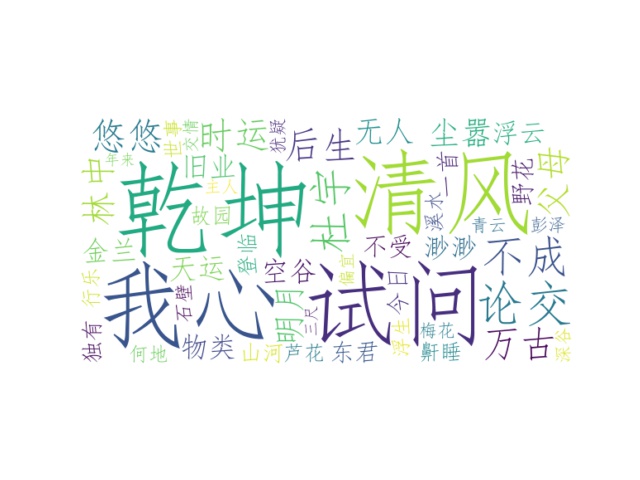 悠悠
世事
交情
时运
犹疑
后生
无人
尘嚣
浮云
林中
年来
旧业
主人
乾坤
杜宇
清风
溪水
一首
野花
父母
故园
金兰
天运
登临
空谷
不受
渺渺
青云
彭泽
行乐
石壁
我心
明月
三尺
偏宜
今日
试问
不成
论交
独有
何地
物类
山河
芦花
东君
浮生
梅花
鼾睡
万古
深谷